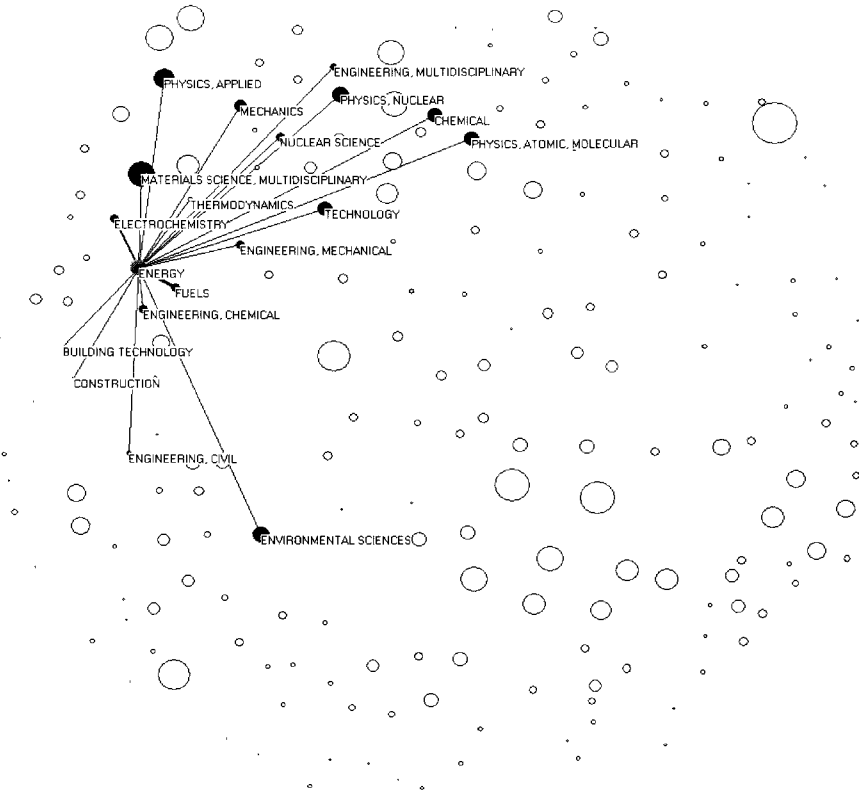 ENGINEERING, MULTIDISCIPLINARY
PHYSICS, APPLIED
PHYSICS, NUCLEAR
MECHANICS
CHEMICAL
NUCLEAR SCIENCE
PHYSICS, ATOMIC, MOLECULAR
MATERIALS SCIENCE, MULTIDISCIPLINARY
THERMODYNAMICS
TECHNOLOGY
ELECTROCHEMISTRY
ENGINEERING, MECHANICAL
ENERGY
FUELS
ENGINEERING, CHEMICAL
BUILDING TECHNOLOGY
CONSTRUCTION
ENGINEERING, CIVIL
ENVIRONMENTAL SCIENCES